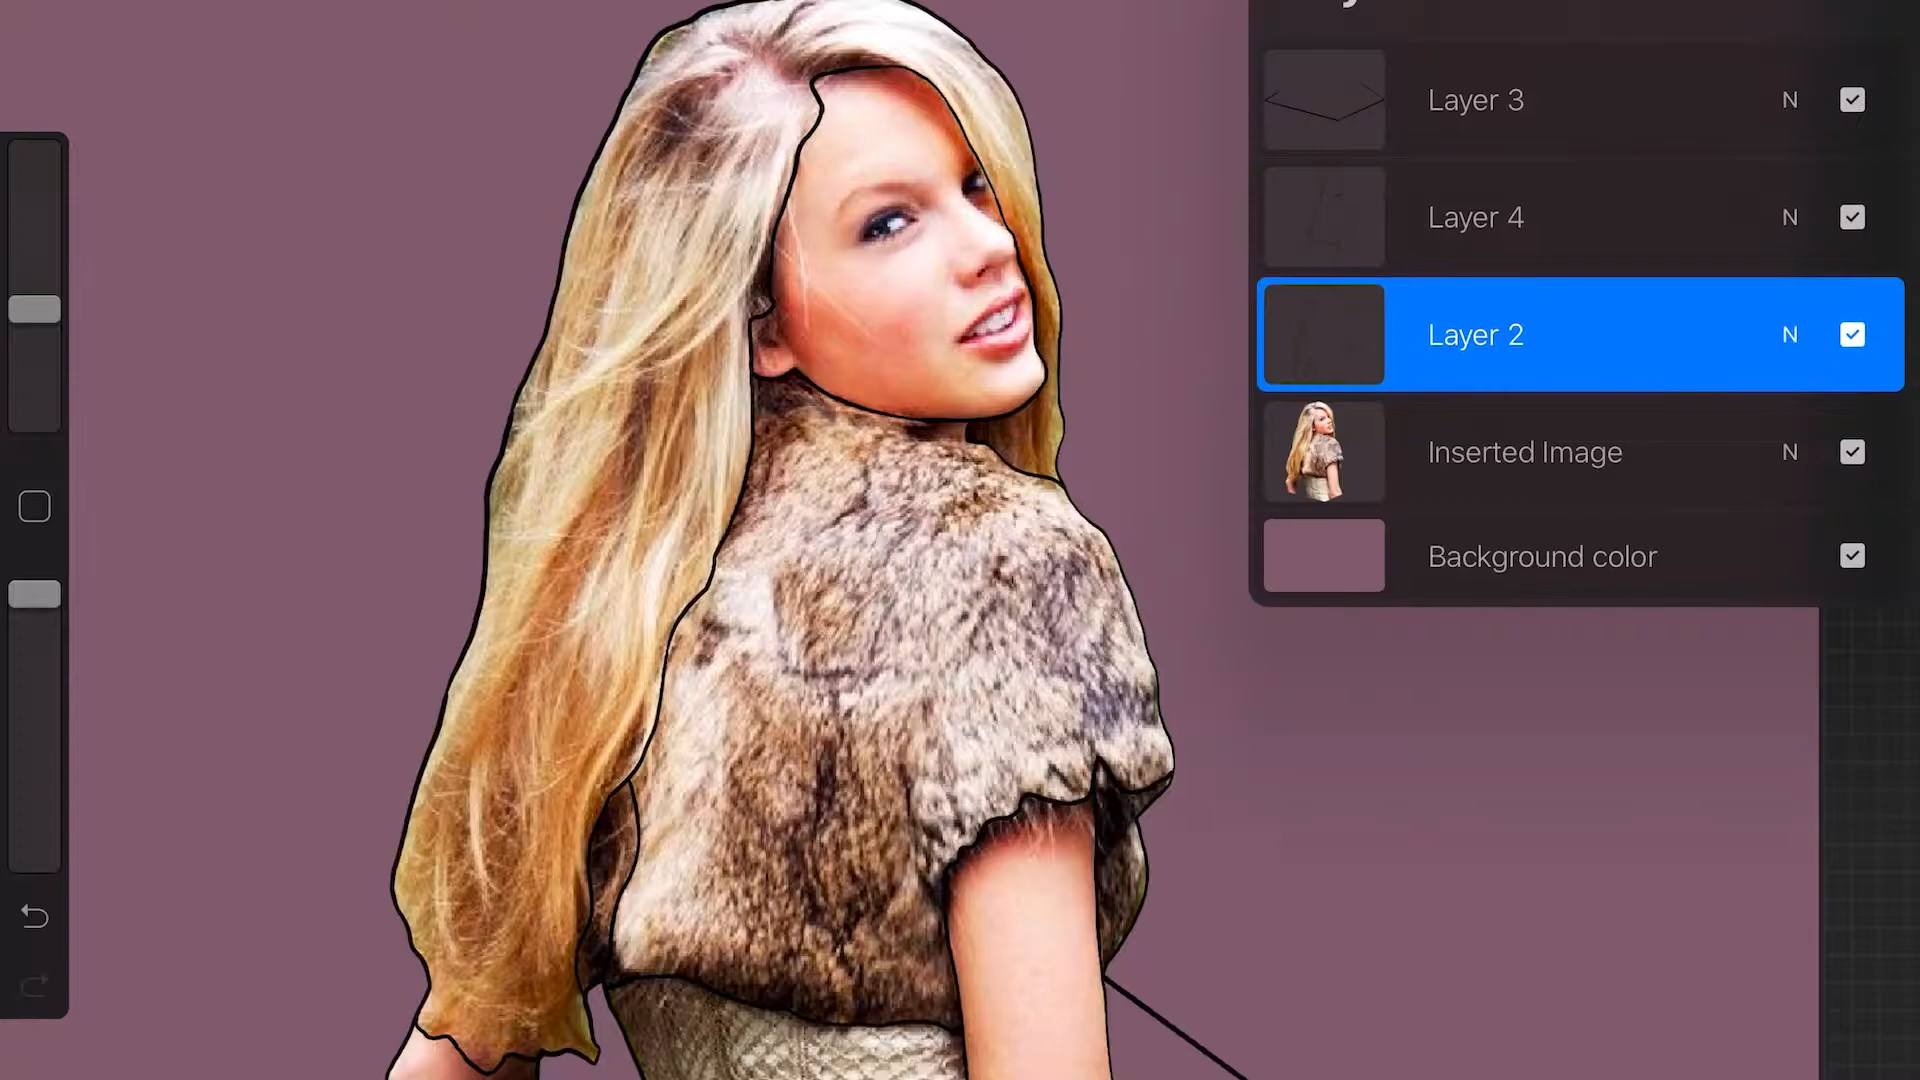 Layer 3 N
Layer 4 N
Layer 2 N
Inserted Image N
Background color